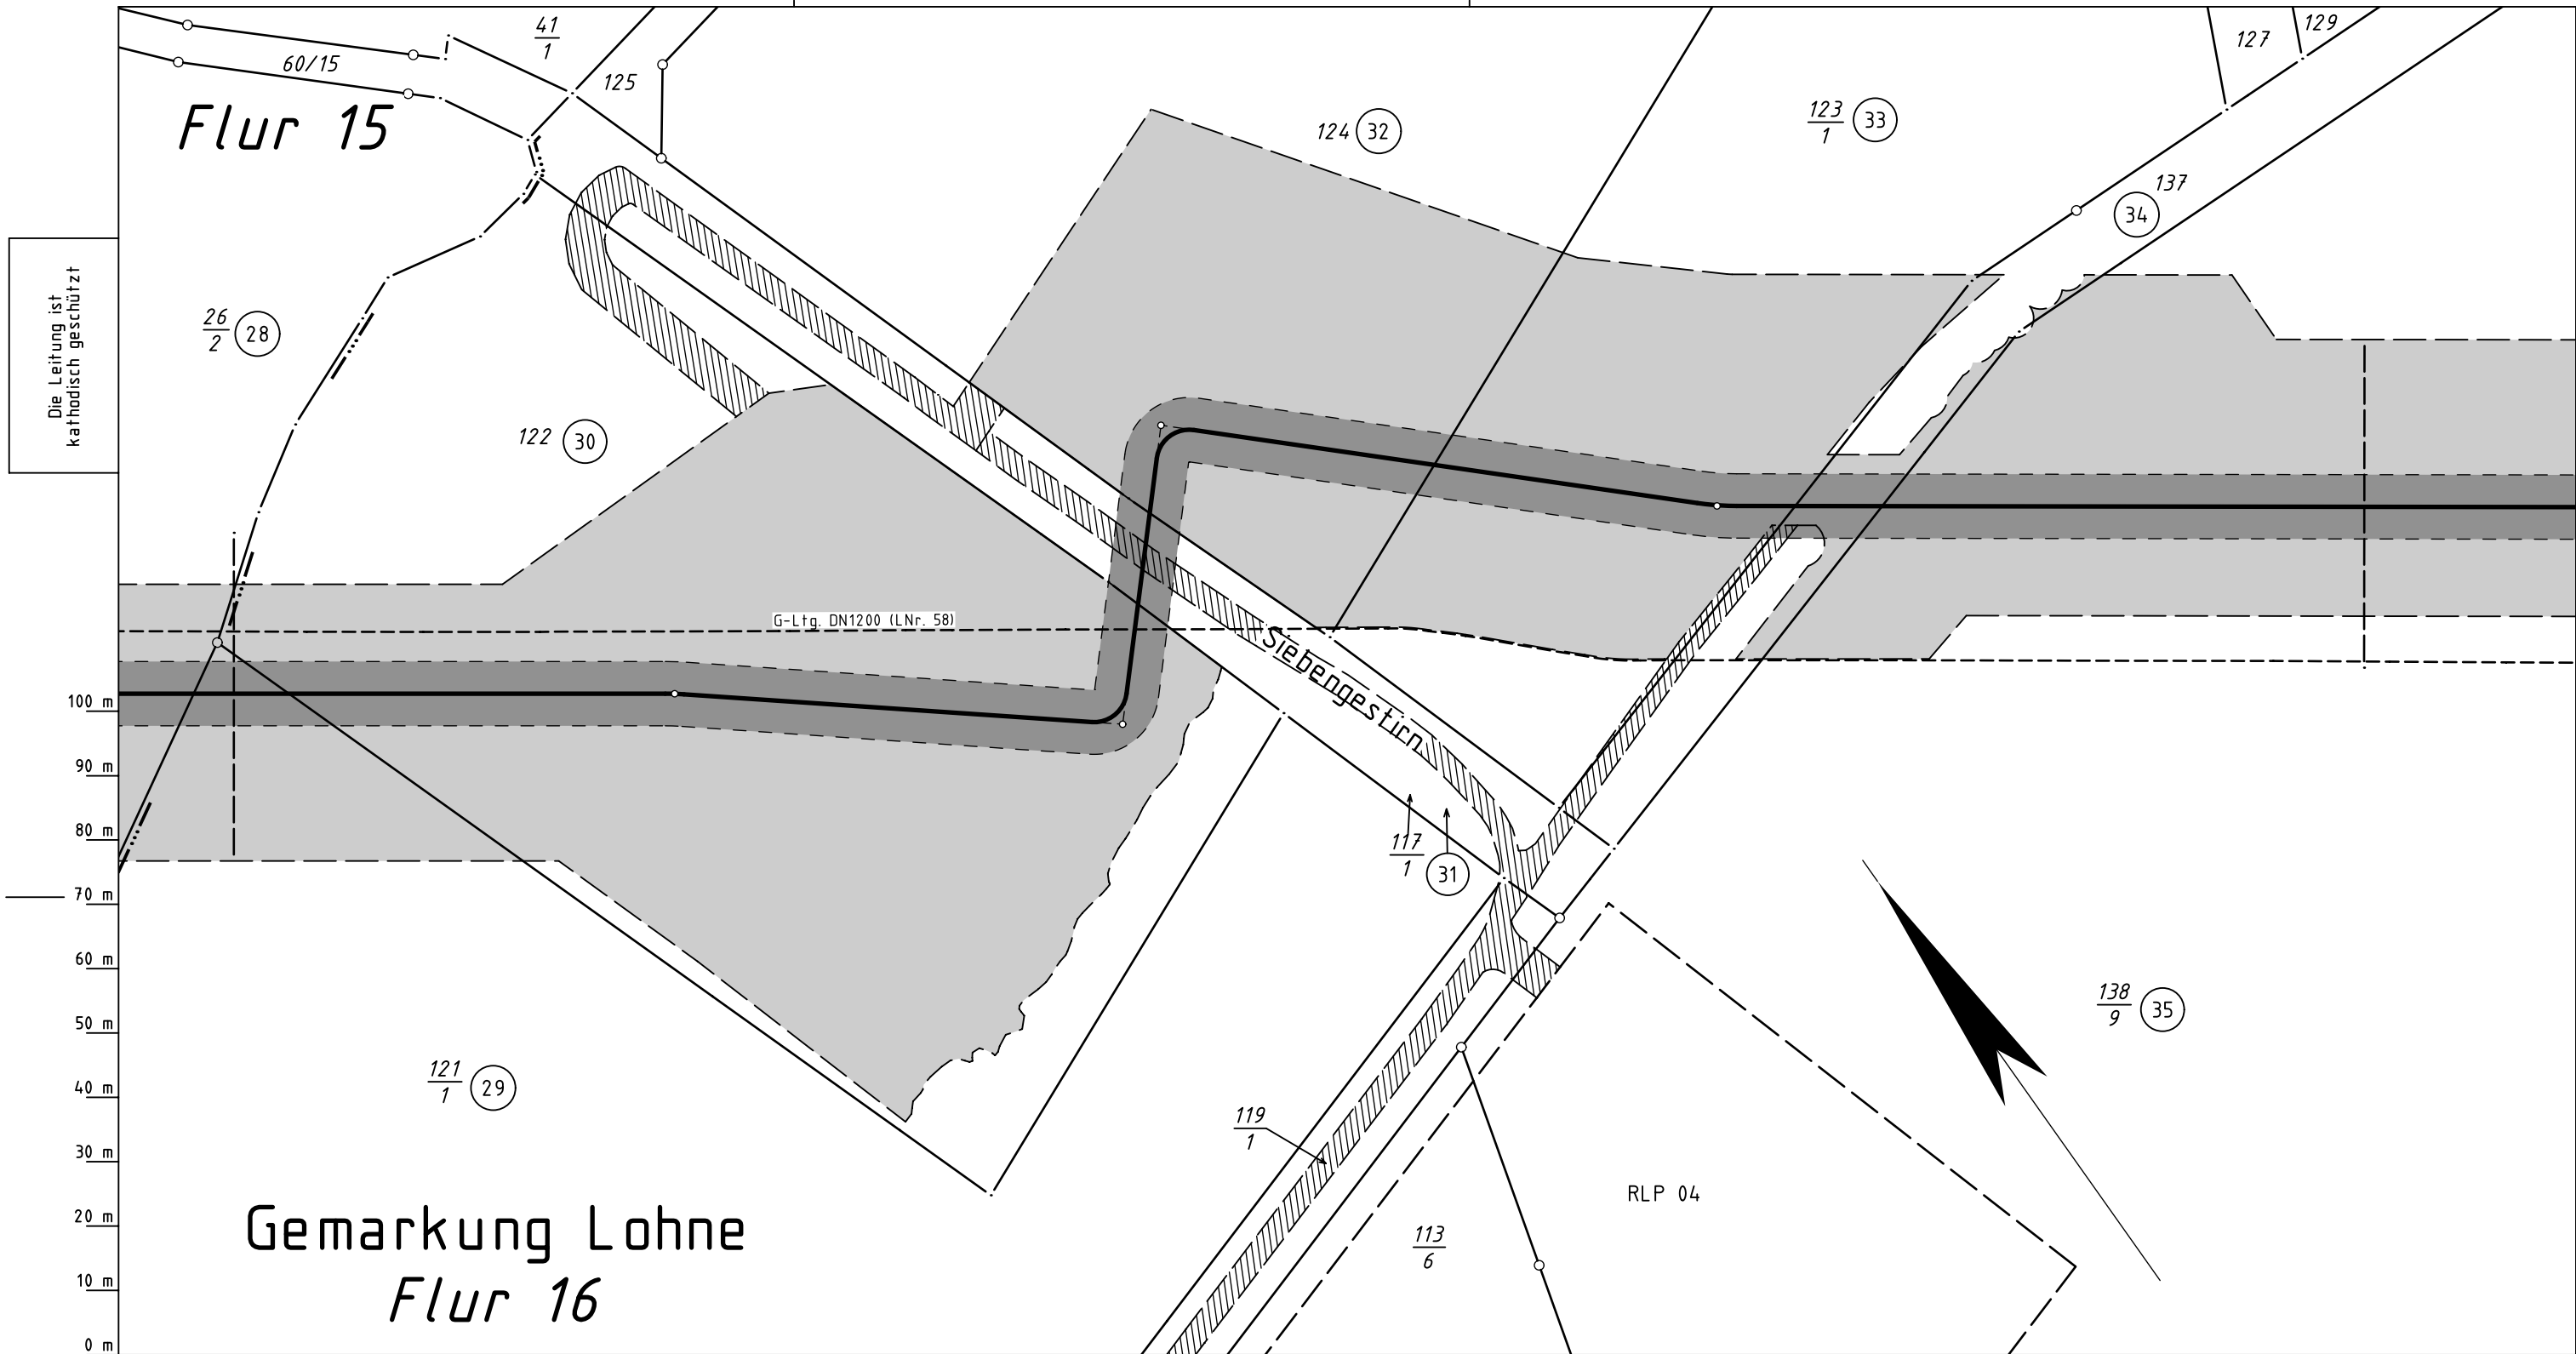 41
1
129
127
60/15
125
Flur 15
124 32
123
1
33
137
34
Die Leitung ist
kathodisch geschützt
26
2
28
122 30
G-Ltg. DN1200 (LNr. 58)
Siebengestirn
100 m
90 m
80 m
70 m
60 m
50 m
40 m
30 m
20 m
10 m
0 m
117
1
31
138
9
35
121
1
29
119
1
RLP 04
113
6
Gemarkung Lohne
Flur 16